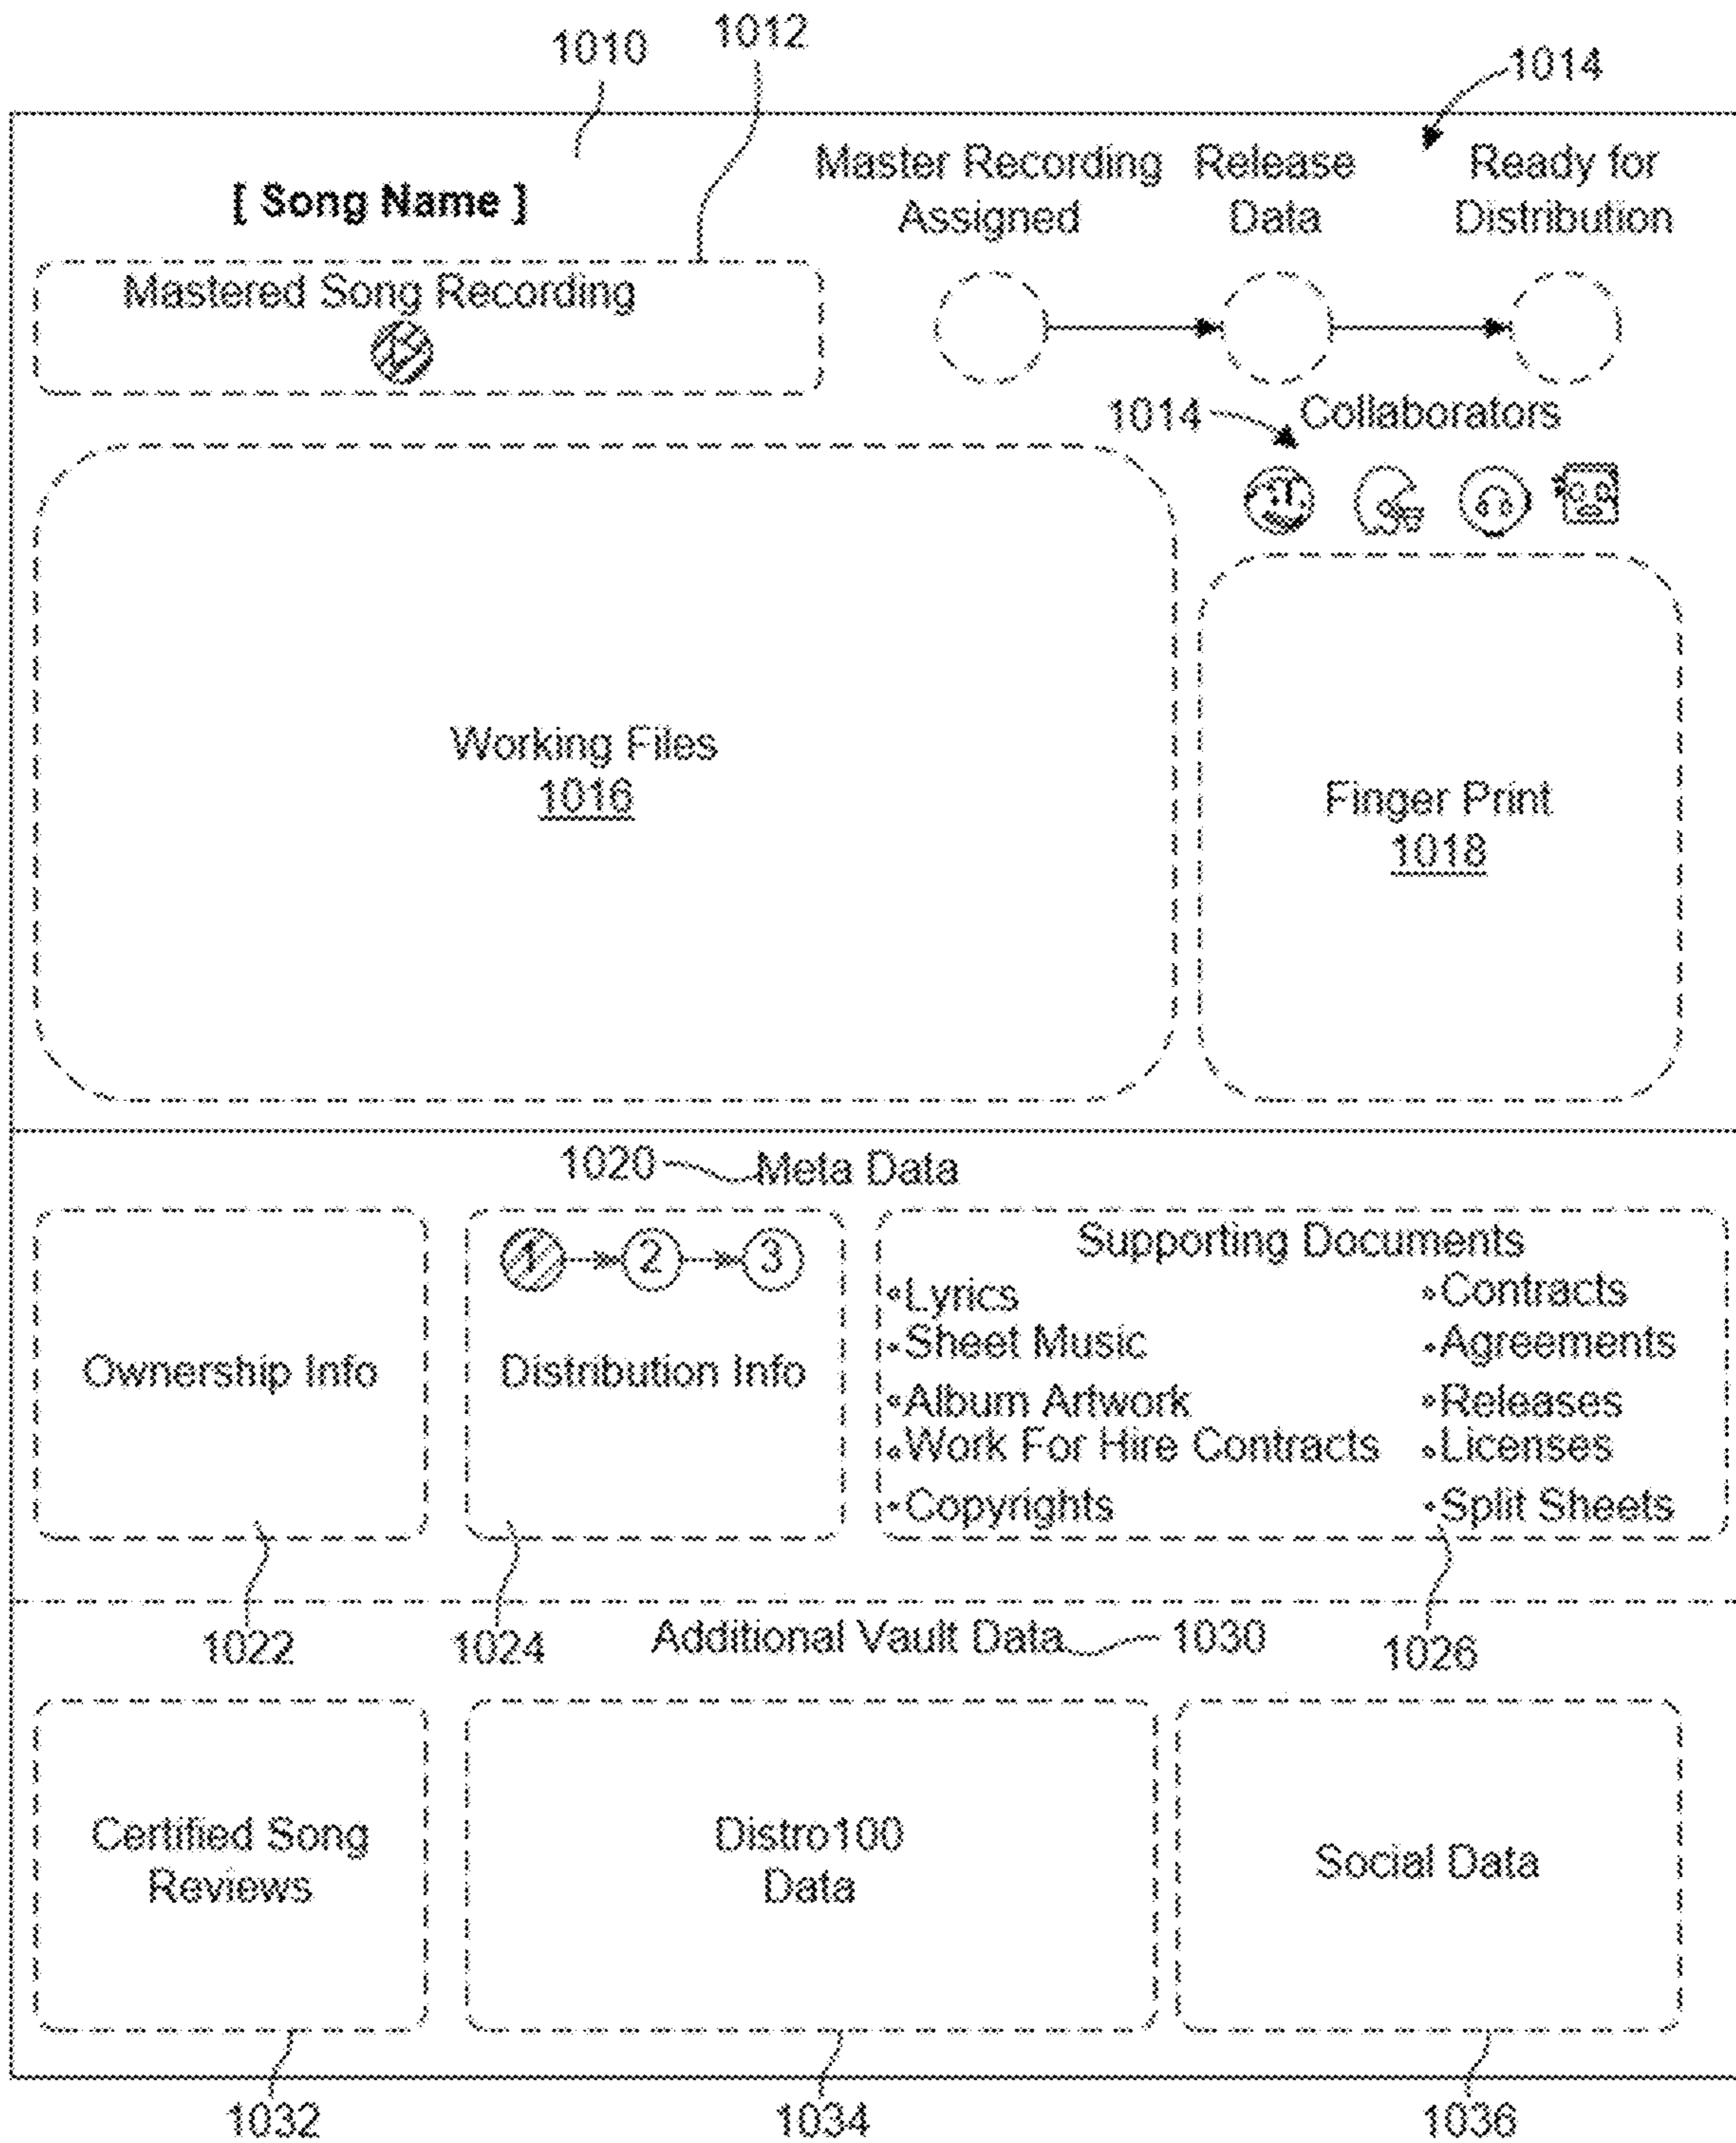 1010
1012
1014
[ Song Name ]
Master Recording
Assigned
Release
Data
Ready for
Distribution
Mastered Song Recording
1014
Collaborators
Working Files
1016
Finger Print
1018
1020
Meta Data
Ownership Info
1
2
3
Distribution Info
Supporting Documents
•Lyrics
•Sheet Music
•Album Artwork
•Work For Hire Contracts
•Copyrights
•Contracts
•Agreements
•Releases
•Licenses
•Split Sheets
1022
1024
Additional Vault Data
1030
1026
Certified Song
Reviews
Distro100
Data
Social Data
1032
1034
1036